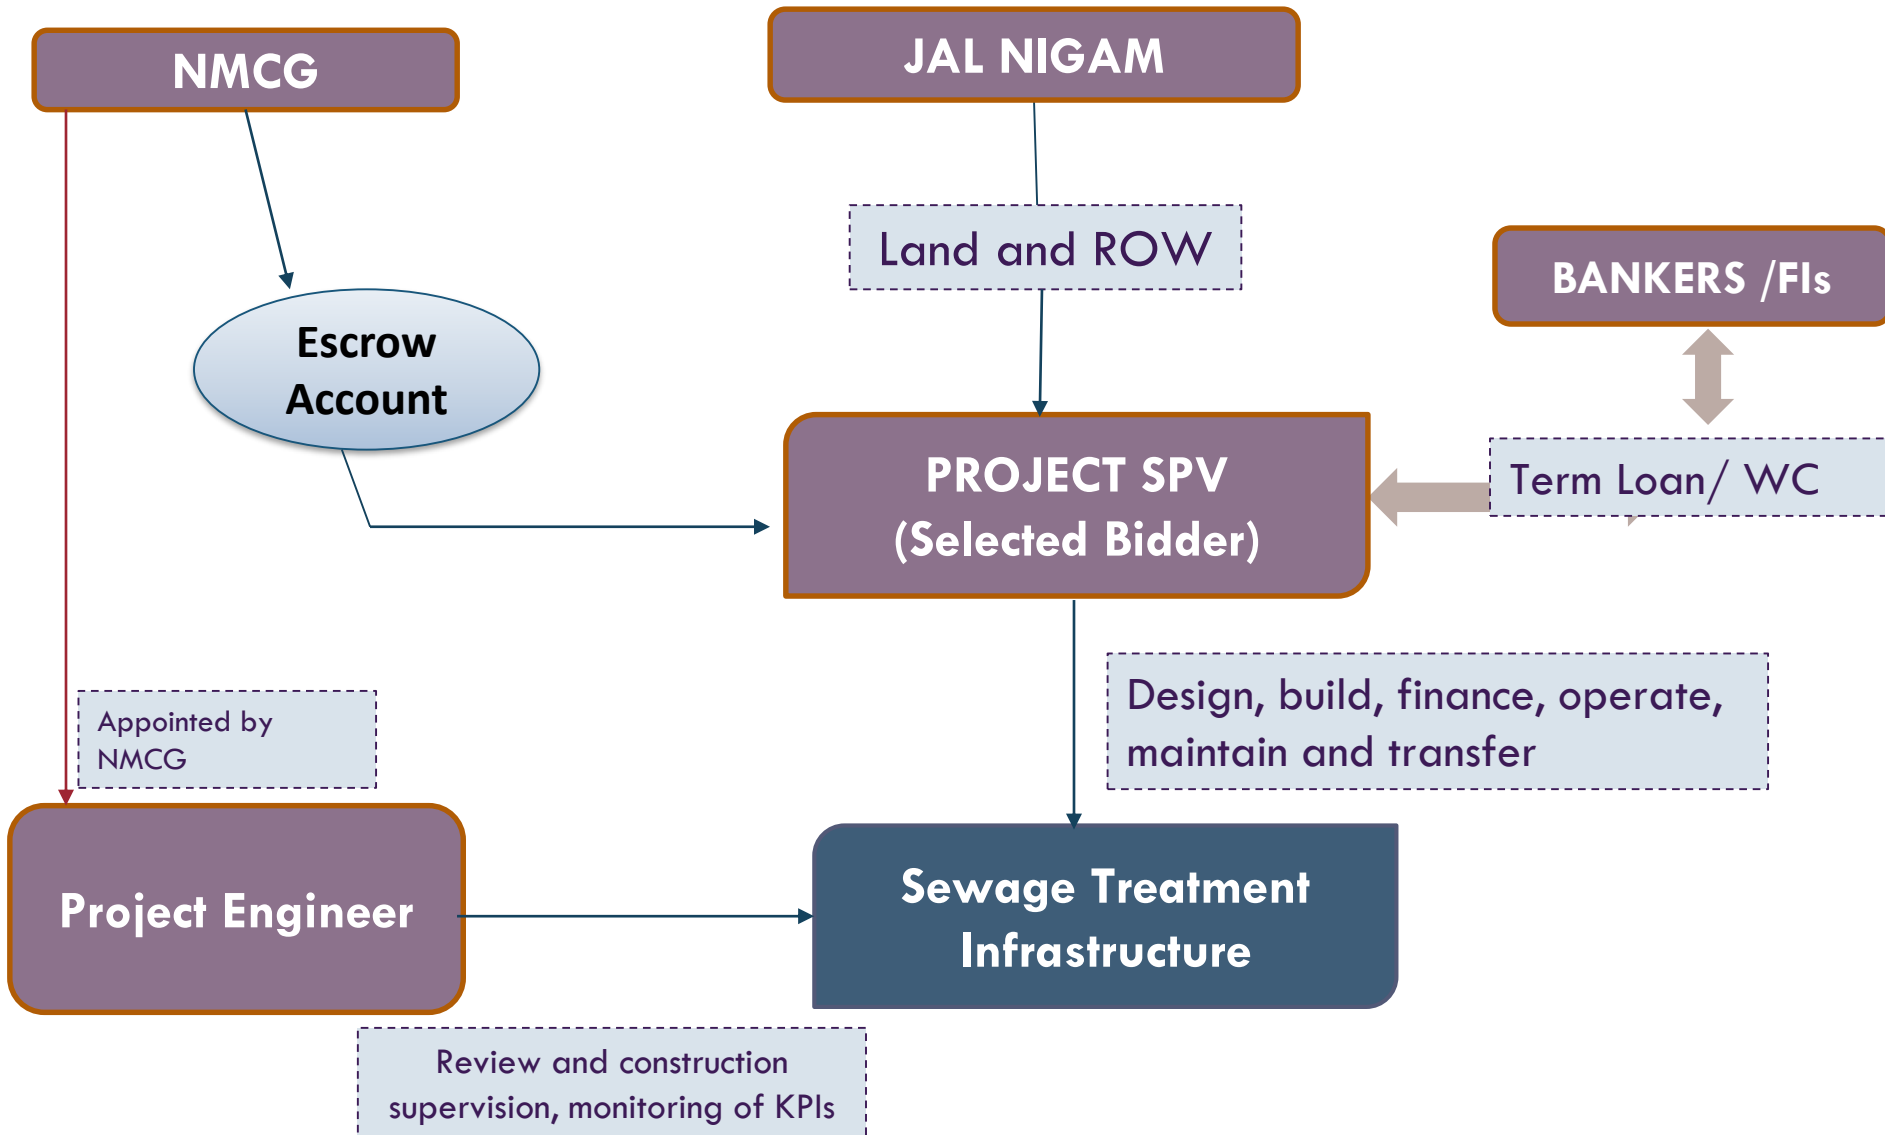 NMCG
JAL NIGAM
Land and ROW
BANKERS /FIs
Escrow
Account
PROJECT SPV
(Selected Bidder)
Term Loan/ WC
Appointed by
NMCG
Design, build, finance, operate,
maintain and transfer
Project Engineer
Sewage Treatment
Infrastructure
Review and construction
supervision, monitoring of KPIs